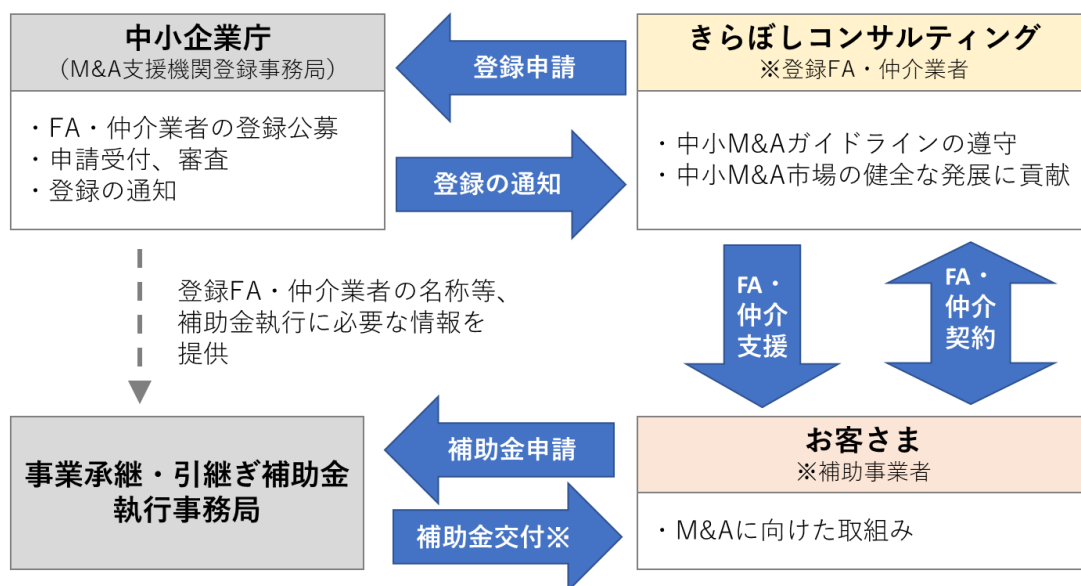 中小企業庁
（M&A支援機関登録事務局）
・FA・仲介業者の登録公募
・申請受付、審査
・登録の通知
登録申請
登録の通知
きらぼしコンサルティング
※登録FA・仲介業者
・中小M&Aガイドラインの遵守
・中小M&A市場の健全な発展に貢献
登録FA・仲介業者の名称等、
補助金執行に必要な情報を
提供
FA・
仲介
支援
FA・
仲介
契約
事業承継・引継ぎ補助金
執行事務局
補助金申請
補助金交付※
お客さま
※補助事業者
・M&Aに向けた取組み